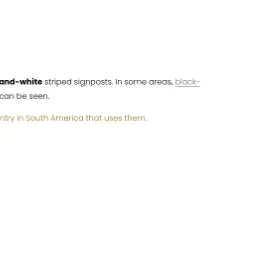 and-white striped signposts. In some areas, black-
can be seen.
ntry in South America that uses them.